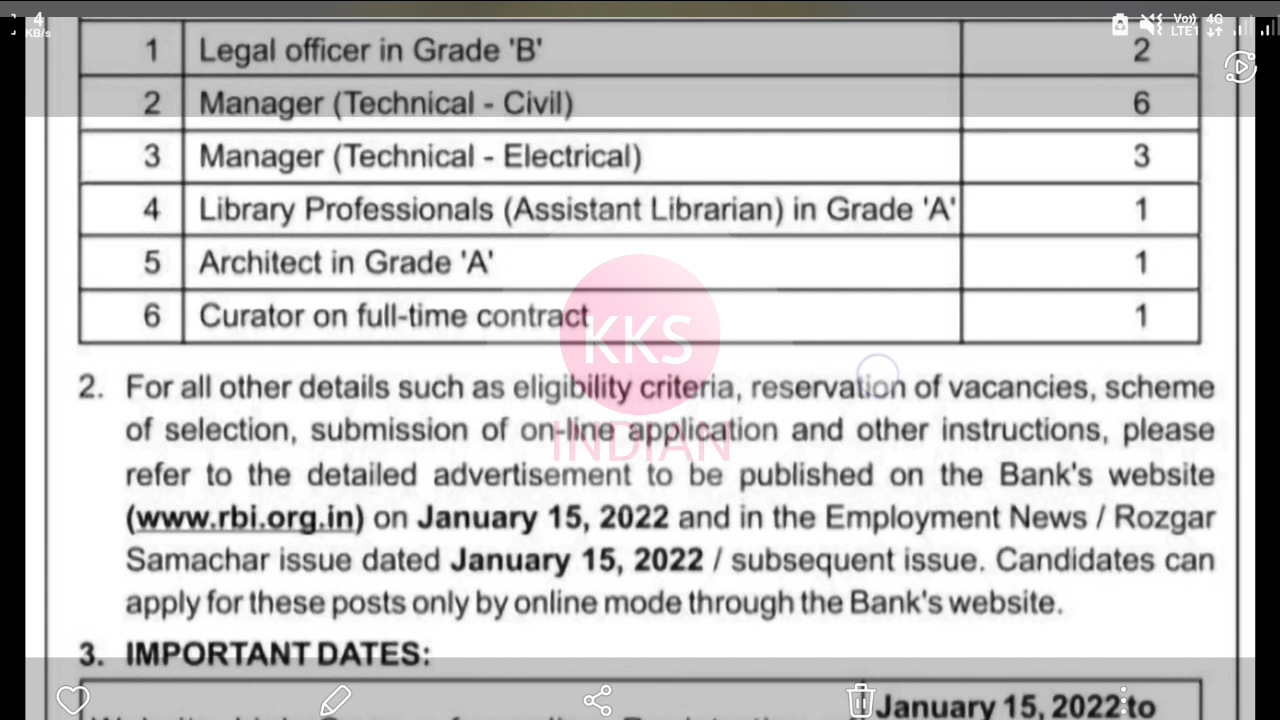 4
KB/s
Vo)) 4G
LTE1
1 Legal officer in Grade 'B' 2
2 Manager (Technical - Civil) 6
3 Manager (Technical - Electrical) 3
4 Library Professionals (Assistant Librarian) in Grade 'A' 1
5 Architect in Grade 'A' 1
6 Curator on full-time contract 1
KKS
INDIAN
2. For all other details such as eligibility criteria, reservation of vacancies, scheme
of selection, submission of on-line application and other instructions, please
refer to the detailed advertisement to be published on the Bank's website
(www.rbi.org.in) on January 15, 2022 and in the Employment News / Rozgar
Samachar issue dated January 15, 2022 / subsequent issue. Candidates can
apply for these posts only by online mode through the Bank's website.
3. IMPORTANT DATES:
January 15, 2022 to